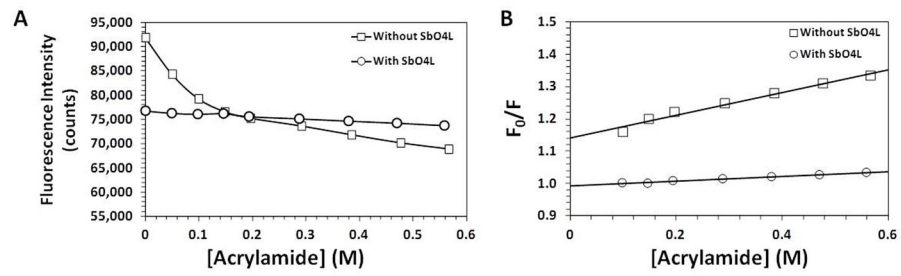 A
95,000
90,000
85,000
80,000
75,000
70,000
65,000
60,000
55,000
Fluorescence Intensity
(counts)
Without SbO4L
With SbO4L
0
0.1
0.2
0.3
0.4
0.5
0.6
[Acrylamide] (M)
B
1.5
1.4
1.3
1.2
1.1
1.0
0.9
F0/F
Without SbO4L
With SbO4L
0
0.2
0.4
0.6
[Acrylamide] (M)